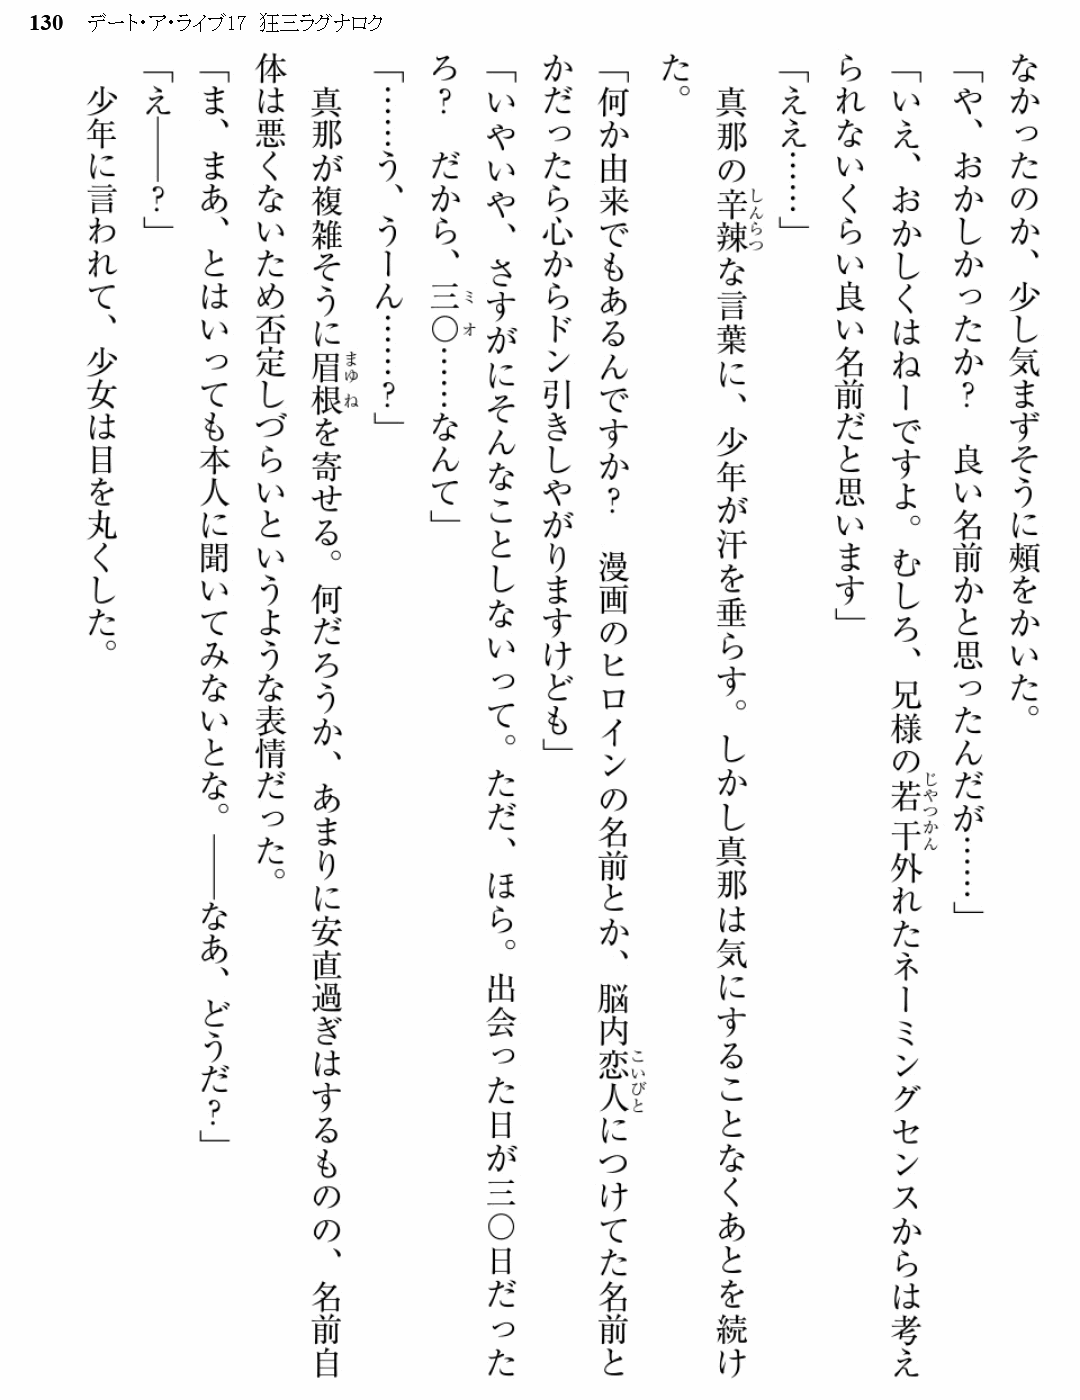 130 デート・ア・ライブ17 狂三ラグナロク
なかったのか、少し気まずそうに頰をかいた。
「や、おかしかったか？　良い名前かと思ったんだが……」
「いえ、おかしくはねーですよ。むしろ、兄様の若干外れたネーミングセンスからは考え
じやつかん
られないくらい良い名前だと思います」
「ええ……」
真那の辛辣な言葉に、少年が汗を垂らす。しかし真那は気にすることなくあとを続け
しんらつ
た。
「何か由来でもあるんですか？　漫画のヒロインの名前とか、脳内恋人につけてた名前と
こいびと
かだったら心からドン引きしやがりますけども」
「いやいや、さすがにそんなことしないって。ただ、ほら。出会った日が三〇日だった
ろ？　だから、三〇……なんて」
ミオ
「……う、うーん……？」
真那が複雑そうに眉根を寄せる。何だろうか、あまりに安直過ぎはするものの、名前自
まゆね
体は悪くないため否定しづらいというような表情だった。
「ま、まあ、とはいっても本人に聞いてみないとな。――なあ、どうだ？」
「え――？」
少年に言われて、少女は目を丸くした。